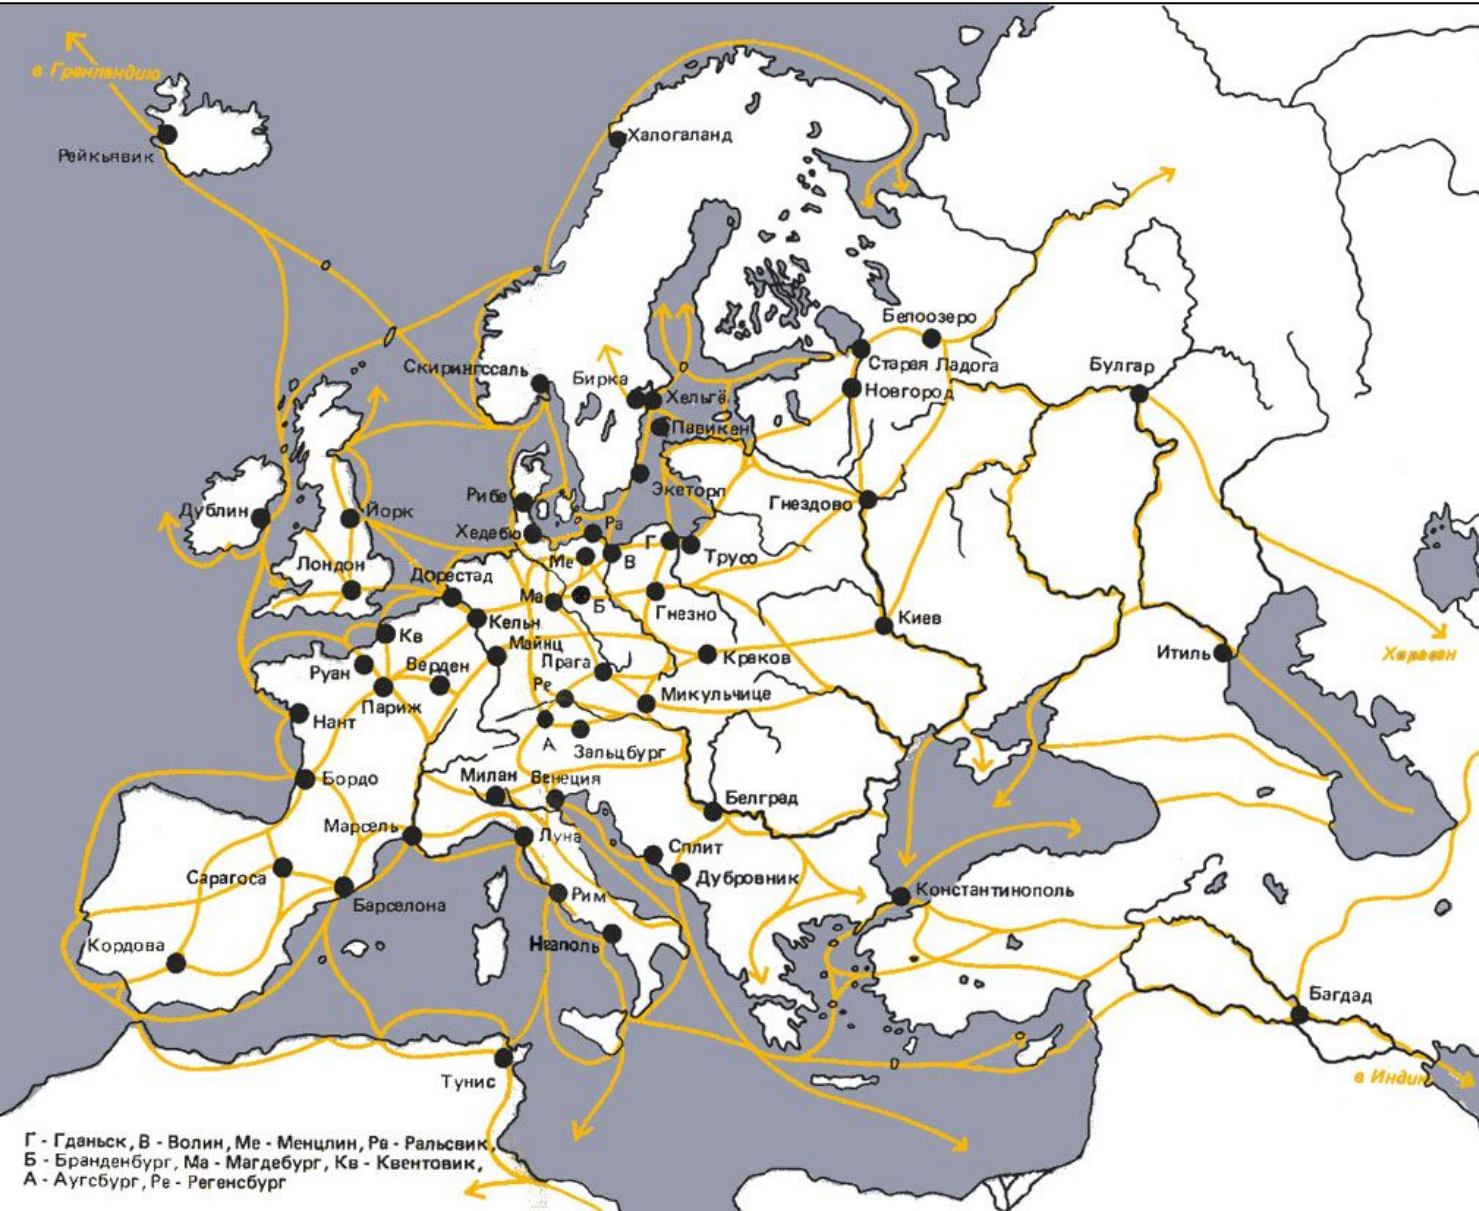 в Гренландию
Рейкьявик
Халогаланд
Белоозеро
Скирингссаль
Бирка
Хельгё
Старая Ладога
Булгар
Новгород
Павикен
Рибе
Экеторп
Гнездово
Дублин
Йорк
Хедебю
Ра
Г
Трусо
Лондон
Дорестад
Ме
В
Ма
Б
Гнезно
Киев
Кв
Кельн
Майнц
Руан
Верден
Прага
Краков
Итиль
Хорасан
Париж
Ре
Микульчице
Нант
А
Зальцбург
Бордо
Милан
Венеция
Белград
Марсель
Луна
Сплит
Сарагоса
Дубровник
Барселона
Рим
Константинополь
Кордова
Неаполь
Багдад
Тунис
в Индию
Г - Гданьск, В - Волин, Ме - Менцлин, Ра - Ральсвик,
Б - Бранденбург, Ма - Магдебург, Кв - Квентовик,
А - Аугсбург, Ре - Регенсбург